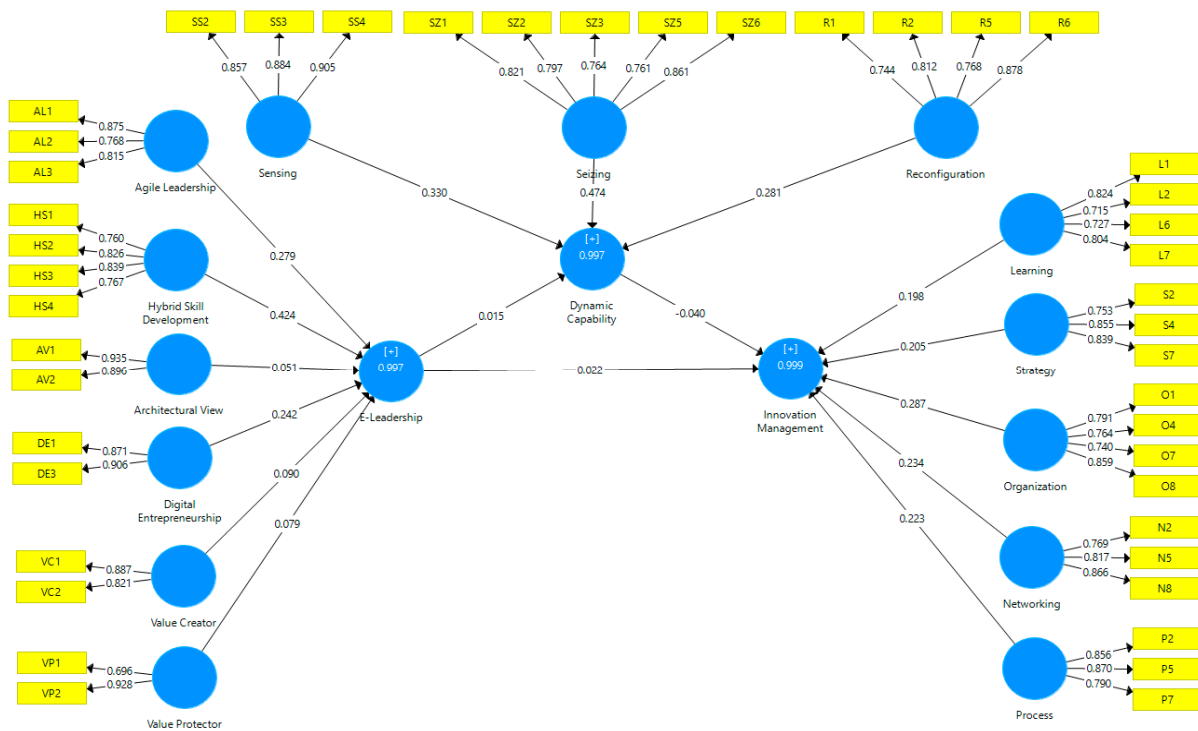 SS2 SS3 SS4 SZ1 SZ2 SZ3 SZ5 SZ6 R1 R2 R5 R6
0.857 0.884 0.905 0.821 0.797 0.764 0.761 0.861 0.744 0.812 0.768 0.878
Sensing
Seizing
Reconfiguration
0.330
0.474
0.281
AL1
AL2
AL3
0.875
0.768
0.815
Agile Leadership
0.279
HS1
HS2
HS3
HS4
0.760
0.826
0.839
0.767
Hybrid Skill
Development
0.424
AV1
AV2
0.935
0.896
Architectural View
0.051
DE1
DE3
0.871
0.906
Digital
Entrepreneurship
0.242
VC1
VC2
0.887
0.821
Value Creator
0.090
VP1
VP2
0.696
0.928
Value Protector
0.079
[+]
0.997
E-Leadership
0.015
0.022
[+]
0.997
Dynamic
Capability
-0.040
[+]
0.999
Innovation
Management
L1
L2
L6
L7
0.824
0.715
0.727
0.804
Learning
0.198
S2
S4
S7
0.753
0.855
0.839
Strategy
0.205
O1
O4
O7
O8
0.791
0.764
0.740
0.859
Organization
0.287
N2
N5
N8
0.769
0.817
0.866
Networking
0.234
P2
P5
P7
0.856
0.870
0.790
Process
0.223